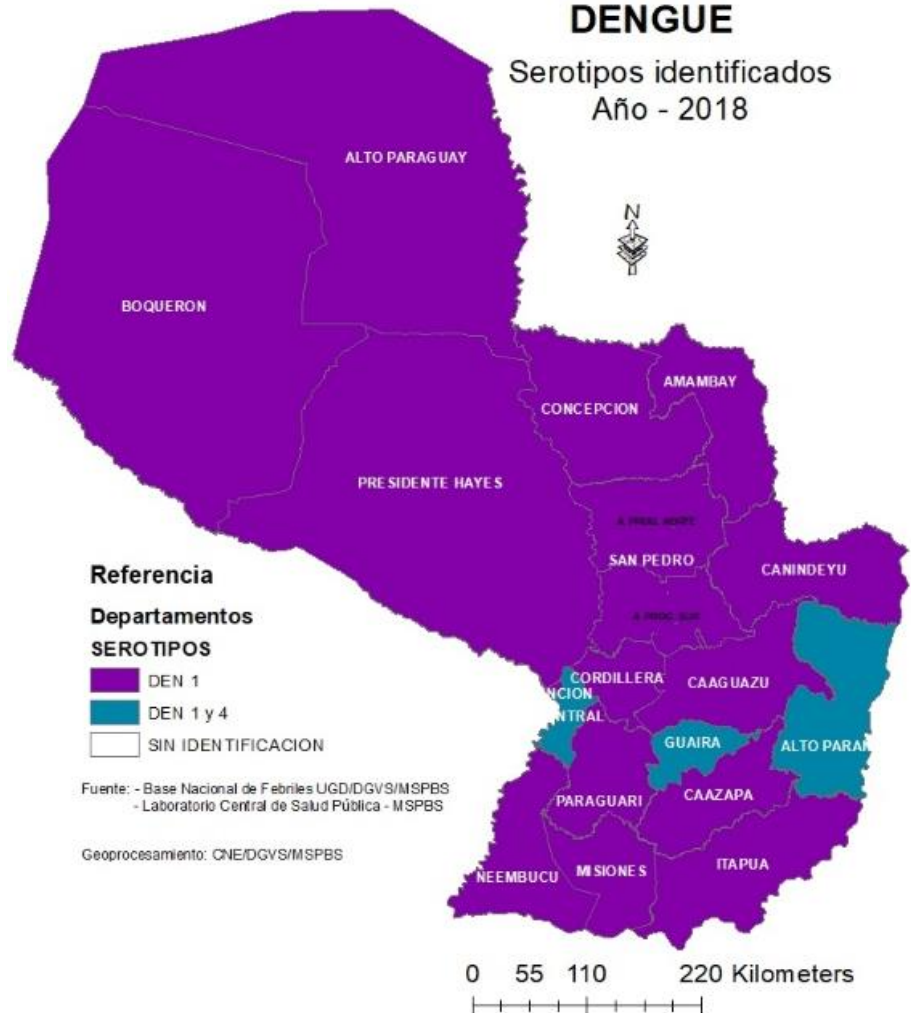 DENGUE
Serotipos identificados
Año - 2018
N
ALTO PARAGUAY
BOQUERON
AMAMBAY
CONCEPCION
PRESIDENTE HAYES
SAN PEDRO
CANINDEYU
CORDILLERA
CAAGUAZU
NCION
NTRAL
GUAIRA
ALTO PARAN
PARAGUARI
CAAZAPA
ÑEEMBUCU
MISIONES
ITAPUA
Referencia
Departamentos
SEROTIPOS
DEN 1
DEN 1 y 4
SIN IDENTIFICACION
Fuente: - Base Nacional de Febriles UGD/DGVS/MSPBS
- Laboratorio Central de Salud Pública - MSPBS
Geoprocesamiento: CNE/DGVS/MSPBS
0 55 110 220 Kilometers